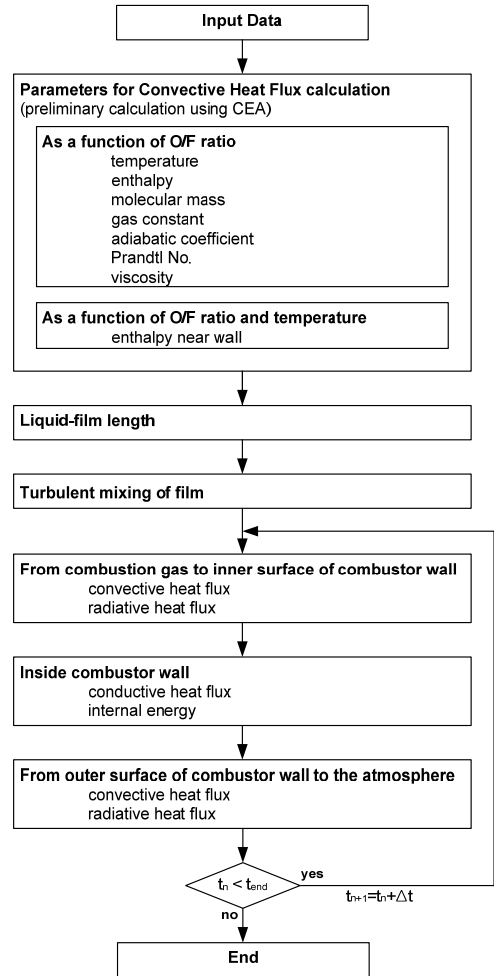 Input Data
Parameters for Convective Heat Flux calculation
(preliminary calculation using CEA)
As a function of O/F ratio
temperature
enthalpy
molecular mass
gas constant
adiabatic coefficient
Prandtl No.
viscosity
As a function of O/F ratio and temperature
enthalpy near wall
Liquid-film length
Turbulent mixing of film
From combustion gas to inner surface of combustor wall
convective heat flux
radiative heat flux
Inside combustor wall
conductive heat flux
internal energy
From outer surface of combustor wall to the atmosphere
convective heat flux
radiative heat flux
tn < tend
yes
tn+1=tn+Δt
no
End